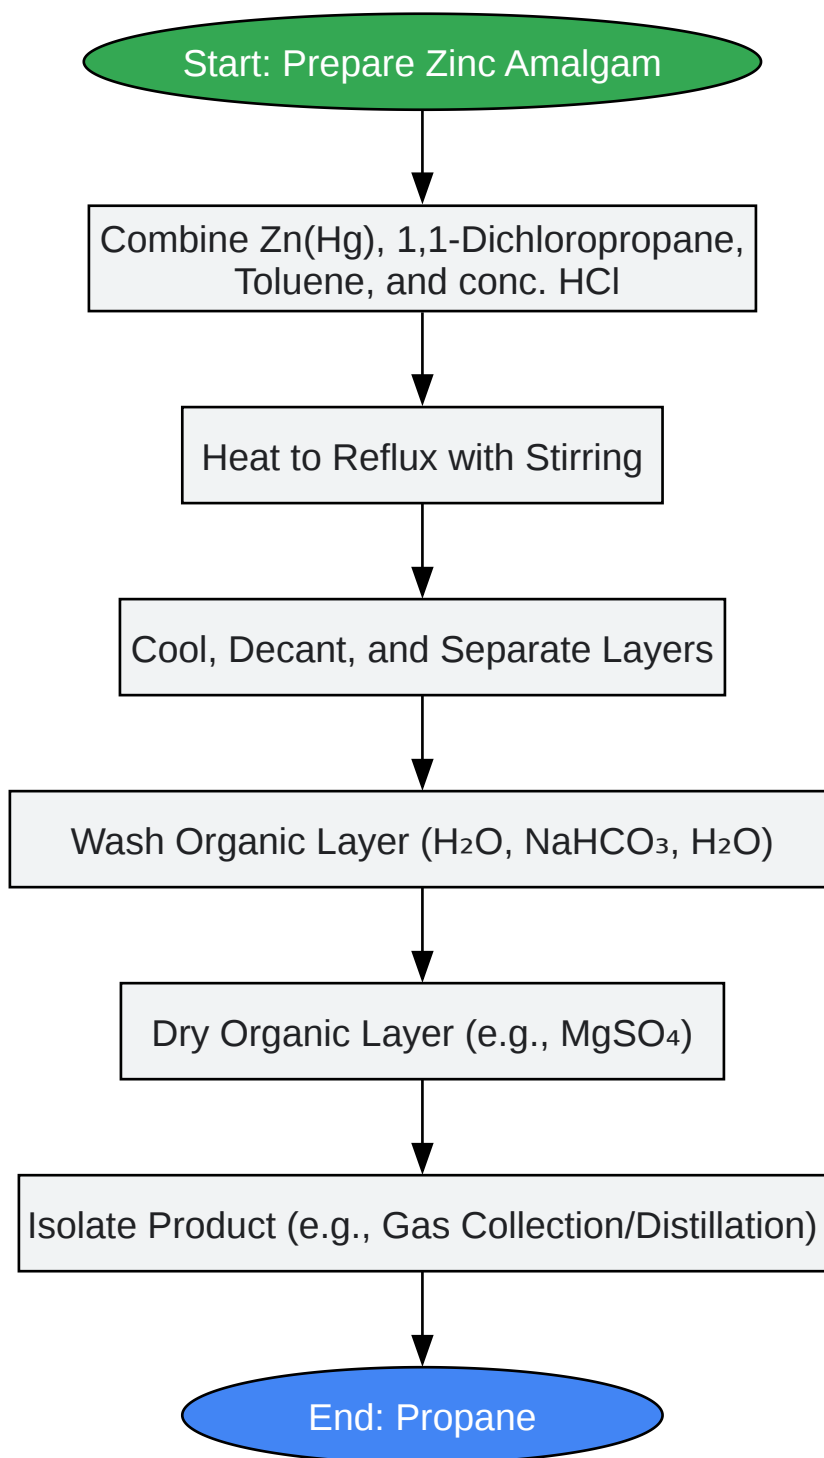 Start: Prepare Zinc Amalgam
Combine Zn(Hg), 1,1-Dichloropropane,
Toluene, and conc. HCl
Heat to Reflux with Stirring
Cool, Decant, and Separate Layers
Wash Organic Layer (H₂O, NaHCO₃, H₂O)
Dry Organic Layer (e.g., MgSO₄)
Isolate Product (e.g., Gas Collection/Distillation)
End: Propane